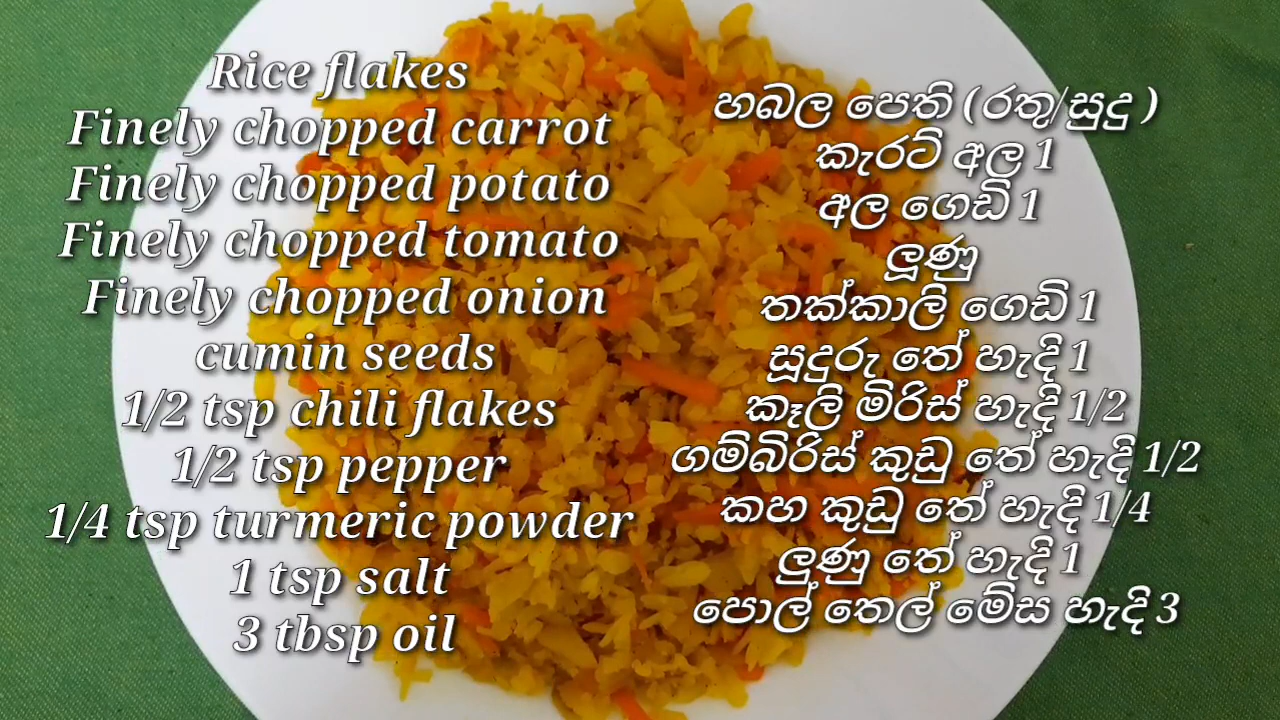 Rice flakes
Finely chopped carrot
Finely chopped potato
Finely chopped tomato
Finely chopped onion
cumin seeds
1/2 tsp chili flakes
1/2 tsp pepper
1/4 tsp turmeric powder
1 tsp salt
3 tbsp oil
හබල පෙති (රතු/සුදු )
කැරට් අල 1
අල ගෙඩි 1
ලූණු
තක්කාලි ගෙඩි 1
සූදුරු තේ හැදි 1
කෑලි මිරිස් හැදි 1/2
ගම්බිරිස් කුඩු තේ හැදි 1/2
කහ කුඩු තේ හැදි 1/4
ලුණු තේ හැදි 1
පොල් තෙල් මේස හැදි 3